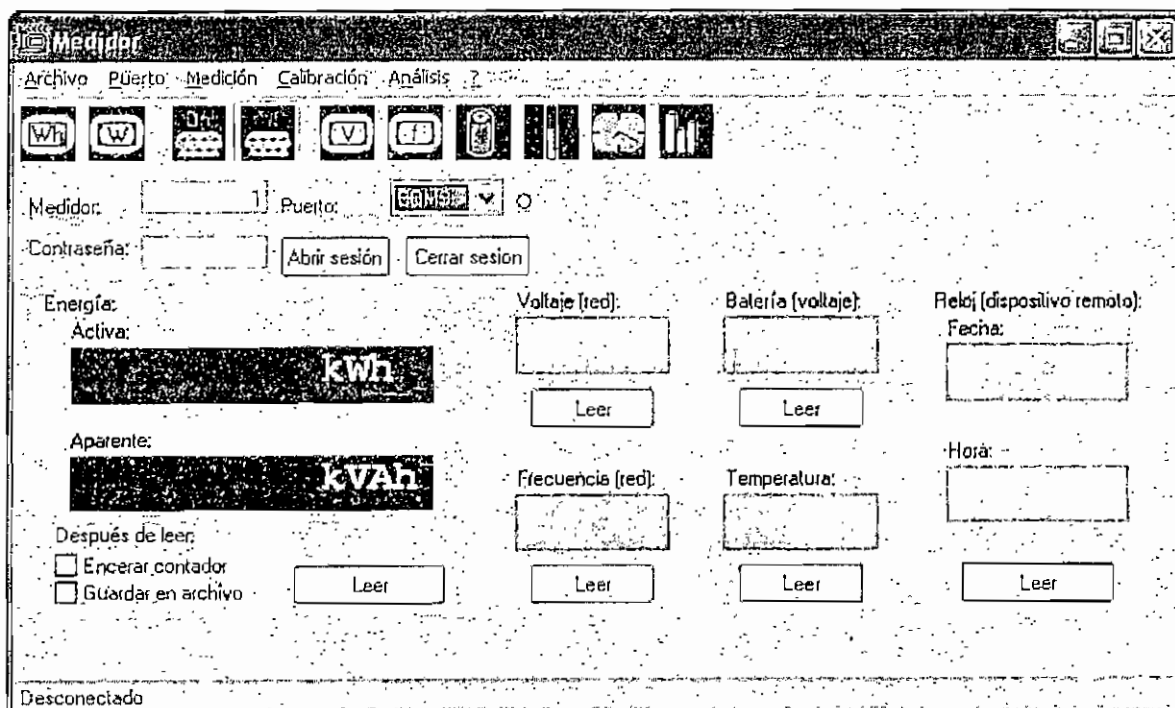 Medidor
Archivo Puerto Medición Calibración Análisis ?
Wh W V f
Medidor: 1 Puerto:
Contraseña: Abrir sesión Cerrar sesion
Energía: Voltaje (red): Batería (voltaje): Reloj (dispositivo remoto):
Activa: Fecha:
kWh
Leer Leer
Aparente: Hora:
kVAh
Frecuencia (red): Temperatura:
Después de leer:
Encerar contador
Guardar en archivo
Leer Leer Leer Leer
Desconectado